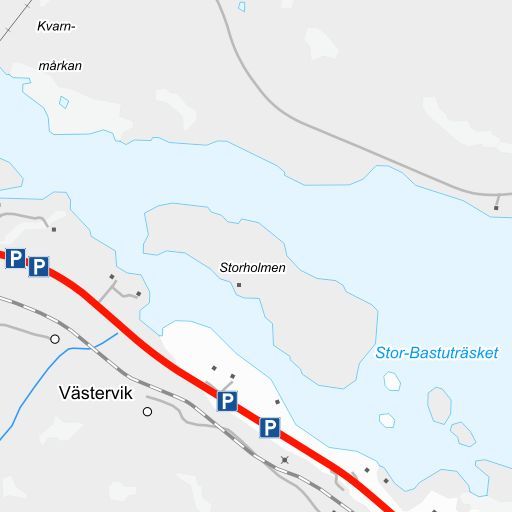 Kvarn-
mårkan
Storholmen
Stor-Bastuträsket
P
P
Västervik
P
P